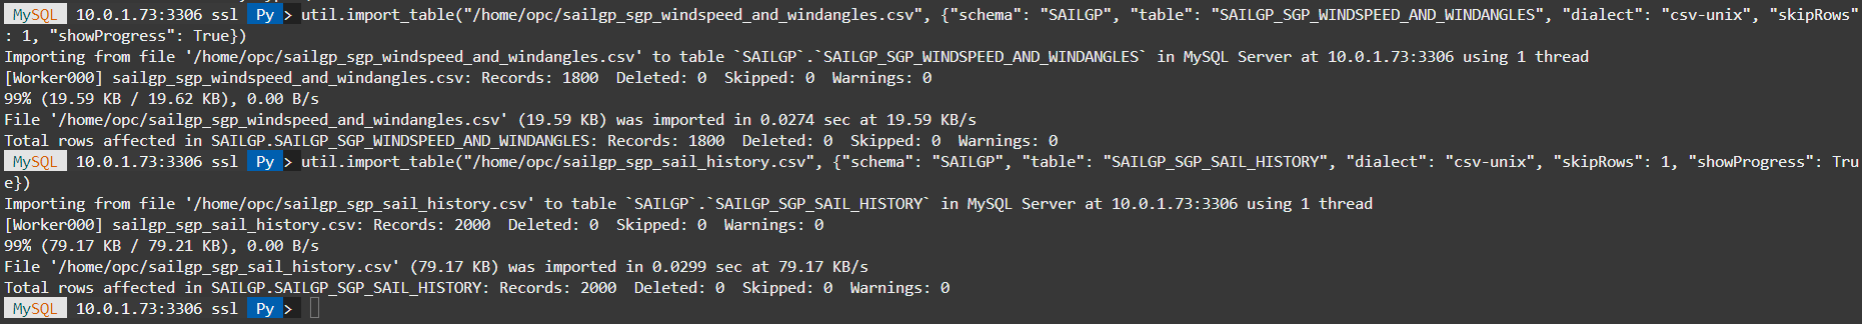 MySQL 10.0.1.73:3306 ssl Py > util.import_table("/home/opc/sailgp_sgp_windspeed_and_windangles.csv", {"schema": "SAILGP", "table": "SAILGP_SGP_WINDSPEED_AND_WINDANGLES", "dialect": "csv-unix", "skipRows"
: 1, "showProgress": True})
Importing from file '/home/opc/sailgp_sgp_windspeed_and_windangles.csv' to table `SAILGP`.`SAILGP_SGP_WINDSPEED_AND_WINDANGLES` in MySQL Server at 10.0.1.73:3306 using 1 thread
[Worker000] sailgp_sgp_windspeed_and_windangles.csv: Records: 1800  Deleted: 0  Skipped: 0  Warnings: 0
99% (19.59 KB / 19.62 KB), 0.00 B/s
File '/home/opc/sailgp_sgp_windspeed_and_windangles.csv' (19.59 KB) was imported in 0.0274 sec at 19.59 KB/s
Total rows affected in SAILGP.SAILGP_SGP_WINDSPEED_AND_WINDANGLES: Records: 1800  Deleted: 0  Skipped: 0  Warnings: 0
MySQL 10.0.1.73:3306 ssl Py > util.import_table("/home/opc/sailgp_sgp_sail_history.csv", {"schema": "SAILGP", "table": "SAILGP_SGP_SAIL_HISTORY", "dialect": "csv-unix", "skipRows": 1, "showProgress": Tru
e})
Importing from file '/home/opc/sailgp_sgp_sail_history.csv' to table `SAILGP`.`SAILGP_SGP_SAIL_HISTORY` in MySQL Server at 10.0.1.73:3306 using 1 thread
[Worker000] sailgp_sgp_sail_history.csv: Records: 2000  Deleted: 0  Skipped: 0  Warnings: 0
99% (79.17 KB / 79.21 KB), 0.00 B/s
File '/home/opc/sailgp_sgp_sail_history.csv' (79.17 KB) was imported in 0.0299 sec at 79.17 KB/s
Total rows affected in SAILGP.SAILGP_SGP_SAIL_HISTORY: Records: 2000  Deleted: 0  Skipped: 0  Warnings: 0
MySQL 10.0.1.73:3306 ssl Py >